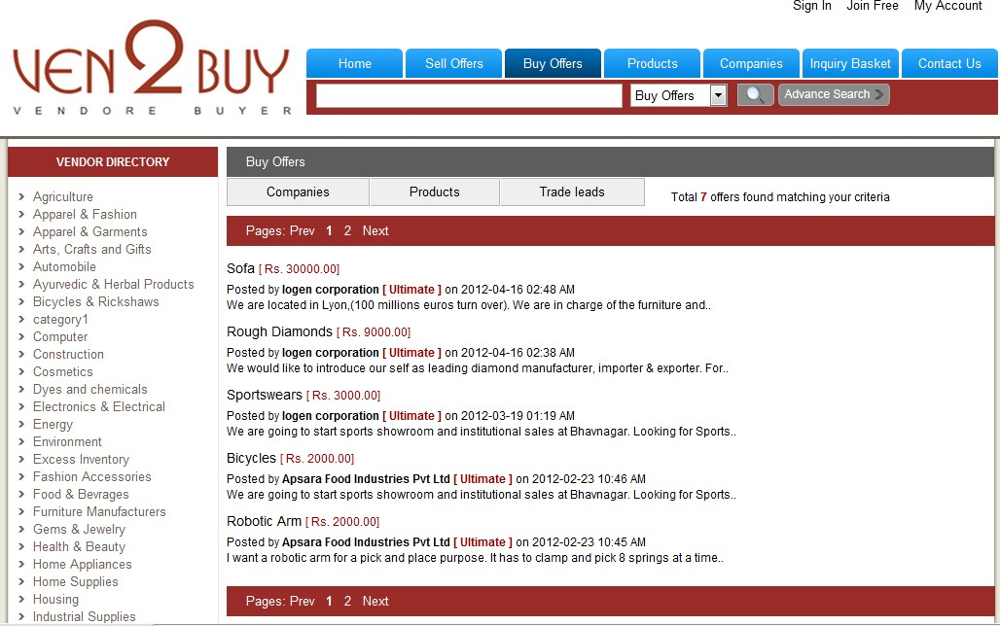 Sign In Join Free My Account
VEN2BUY
VENDORE BUYER
Home Sell Offers Buy Offers Products Companies Inquiry Basket Contact Us
Buy Offers Advance Search
VENDOR DIRECTORY
Agriculture
Apparel & Fashion
Apparel & Garments
Arts, Crafts and Gifts
Automobile
Ayurvedic & Herbal Products
Bicycles & Rickshaws
category1
Computer
Construction
Cosmetics
Dyes and chemicals
Electronics & Electrical
Energy
Environment
Excess Inventory
Fashion Accessories
Food & Bevrages
Furniture Manufacturers
Gems & Jewelry
Health & Beauty
Home Appliances
Home Supplies
Housing
Industrial Supplies
Buy Offers
Companies Products Trade leads
Total 7 offers found matching your criteria
Pages: Prev 1 2 Next
Sofa [ Rs. 30000.00]
Posted by logen corporation [ Ultimate ] on 2012-04-16 02:48 AM
We are located in Lyon,(100 millions euros turn over). We are in charge of the furniture and..
Rough Diamonds [ Rs. 9000.00]
Posted by logen corporation [ Ultimate ] on 2012-04-16 02:38 AM
We would like to introduce our self as leading diamond manufacturer, importer & exporter. For..
Sportswears [ Rs. 3000.00]
Posted by logen corporation [ Ultimate ] on 2012-03-19 01:19 AM
We are going to start sports showroom and institutional sales at Bhavnagar. Looking for Sports..
Bicycles [ Rs. 2000.00]
Posted by Apsara Food Industries Pvt Ltd [ Ultimate ] on 2012-02-23 10:46 AM
We are going to start sports showroom and institutional sales at Bhavnagar. Looking for Sports..
Robotic Arm [ Rs. 2000.00]
Posted by Apsara Food Industries Pvt Ltd [ Ultimate ] on 2012-02-23 10:45 AM
I want a robotic arm for a pick and place purpose. It has to clamp and pick 8 springs at a time..
Pages: Prev 1 2 Next